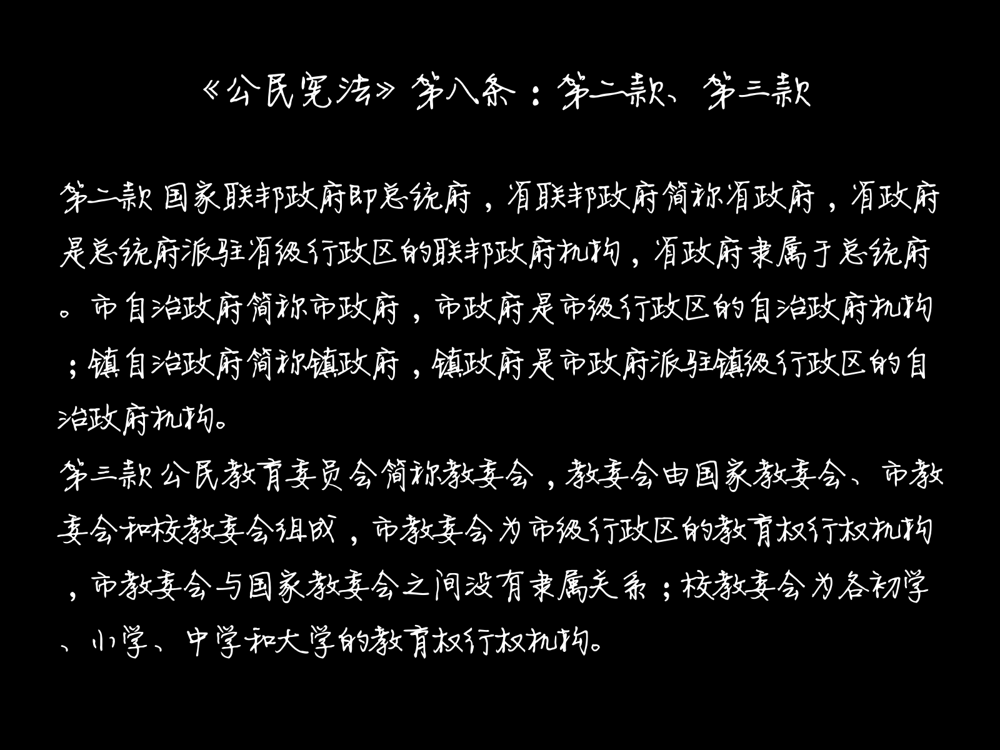 《公民宪法》第八条：第二款、第三款
第二款 国家联邦政府即总统府，省联邦政府简称省政府，省政府
是总统府派驻省级行政区的联邦政府机构，省政府隶属于总统府
。市自治政府简称市政府，市政府是市级行政区的自治政府机构
；镇自治政府简称镇政府，镇政府是市政府派驻镇级行政区的自
治政府机构。
第三款 公民教育委员会简称教委会，教委会由国家教委会、市教
委会和校教委会组成，市教委会为市级行政区的教育权行权机构
，市教委会与国家教委会之间没有隶属关系；校教委会为各初学
、小学、中学和大学的教育权行权机构。